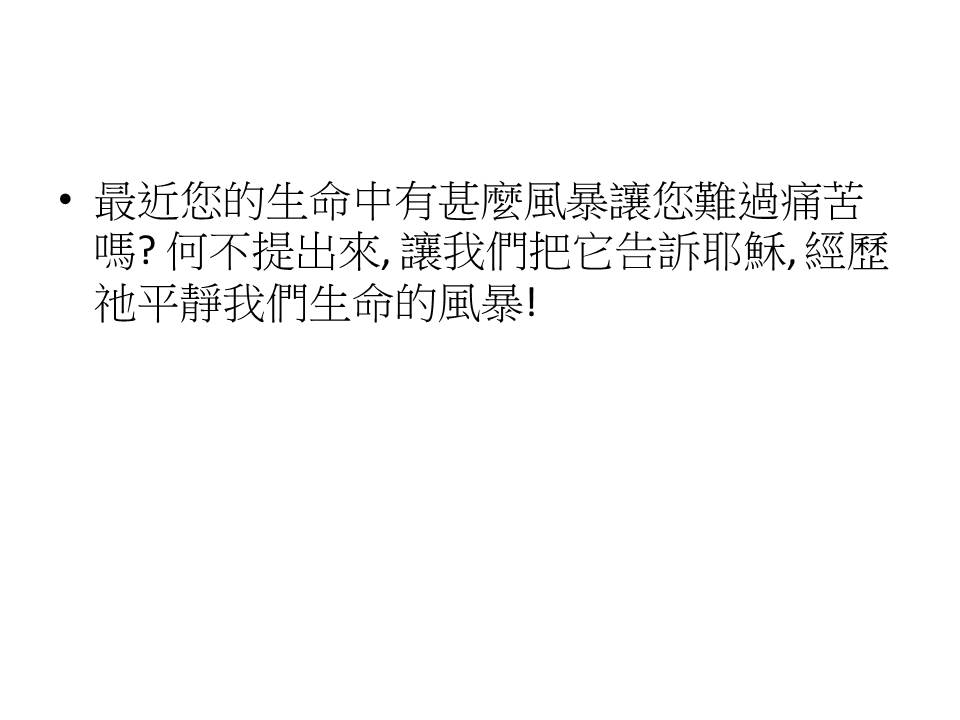 • 最近您的生命中有甚麼風暴讓您難過痛苦
嗎? 何不提出來, 讓我們把它告訴耶穌, 經歷
祂平靜我們生命的風暴!